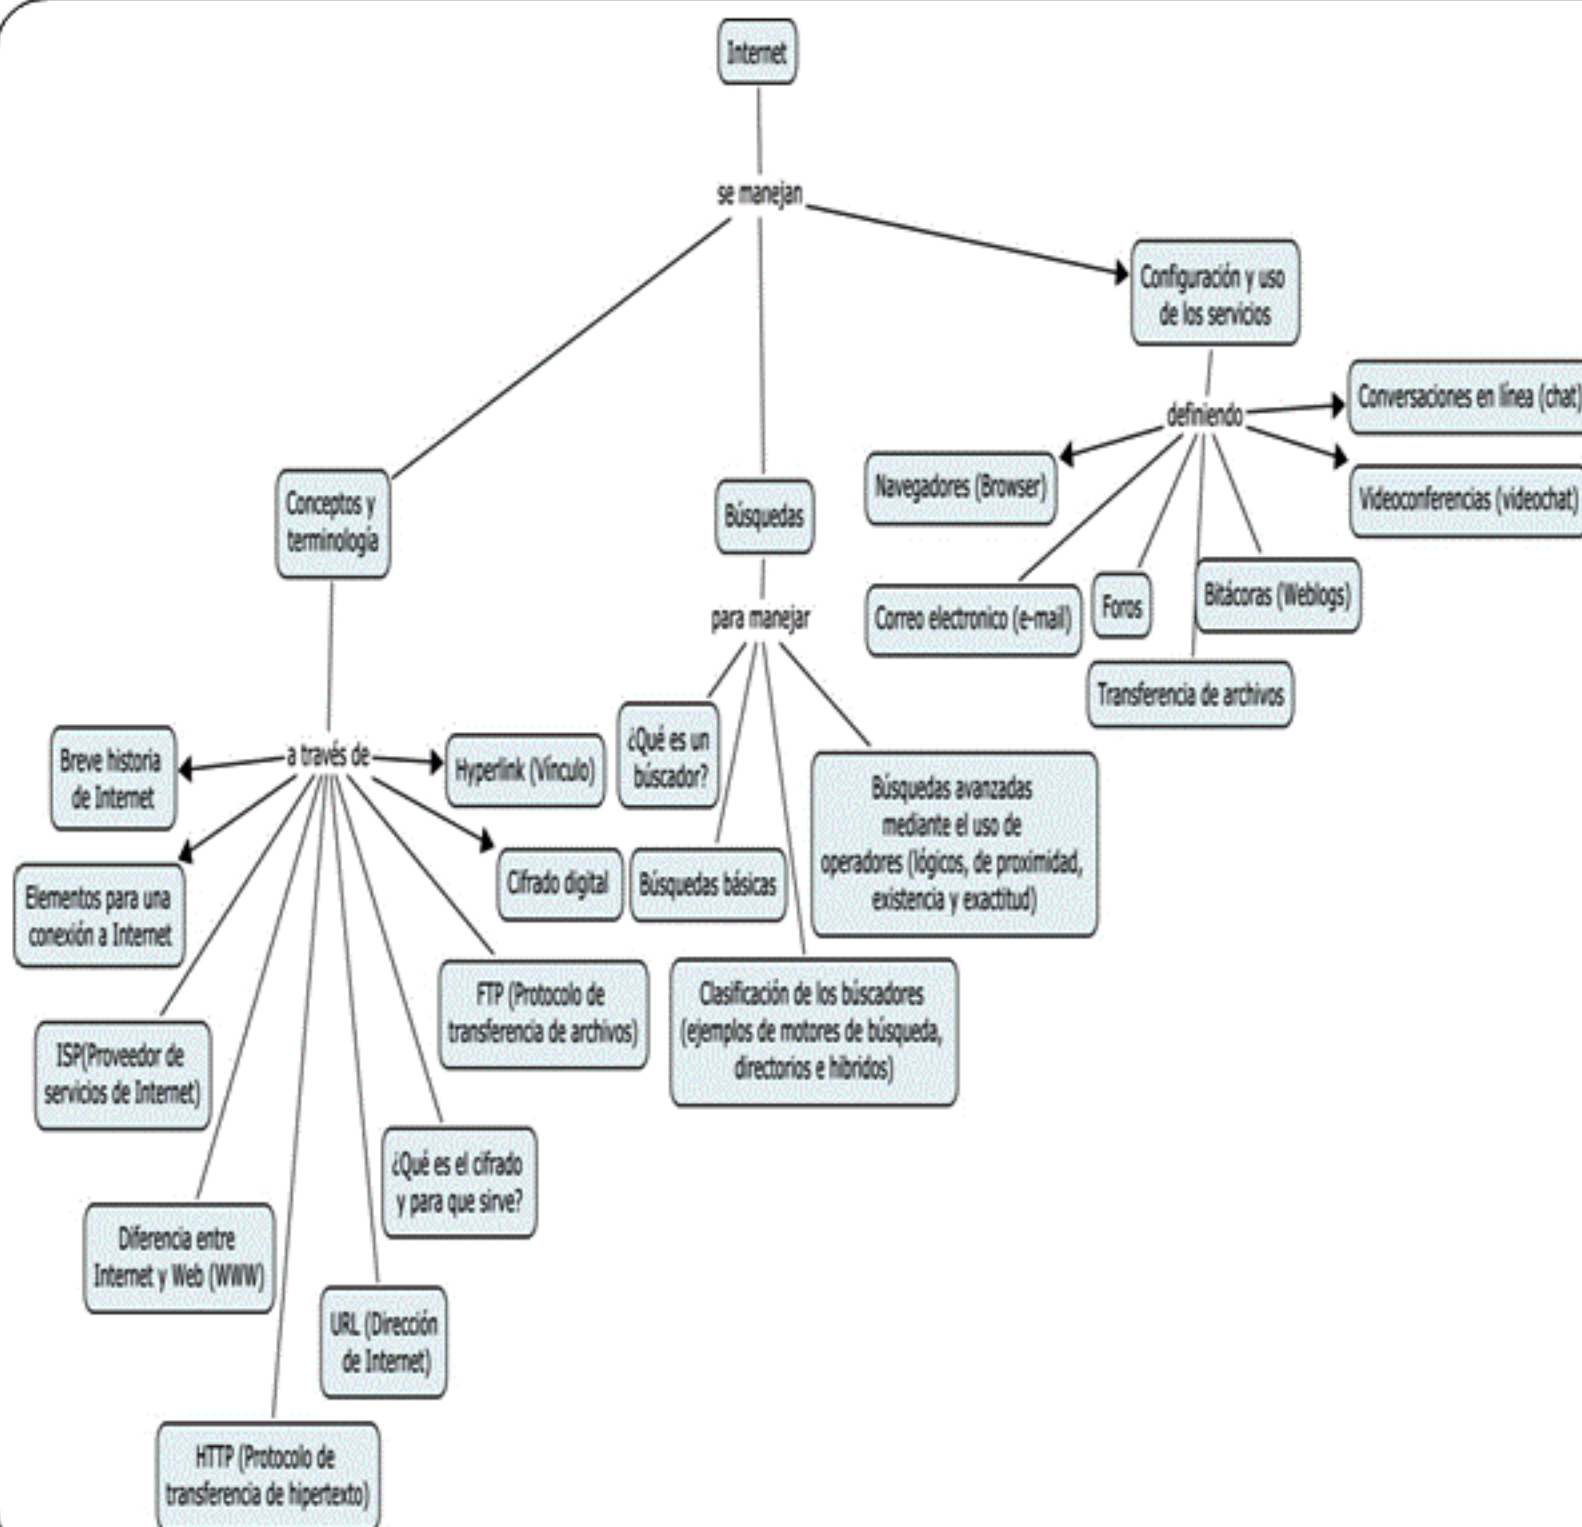 Internet
se manejan
Configuración y uso
de los servicios
definiendo
Conversaciones en línea (chat)
Navegadores (Browser)
Videoconferencias (videochat)
Correo electronico (e-mail)
Foros
Bitácoras (Weblogs)
Transferencia de archivos
Conceptos y
terminología
Búsquedas
para manejar
¿Qué es un
búscador?
Búsquedas básicas
Búsquedas avanzadas
mediante el uso de
operadores (lógicos, de proximidad,
existencia y exactitud)
Clasificación de los búscadores
(ejemplos de motores de búsqueda,
directorios e híbridos)
a través de
Breve historia
de Internet
Hyperlink (Vínculo)
Elementos para una
conexión a Internet
Cifrado digital
ISP(Proveedor de
servicios de Internet)
FTP (Protocolo de
transferencia de archivos)
Diferencia entre
Internet y Web (WWW)
¿Qué es el cifrado
y para que sirve?
URL (Dirección
de Internet)
HTTP (Protocolo de
transferencia de hipertexto)